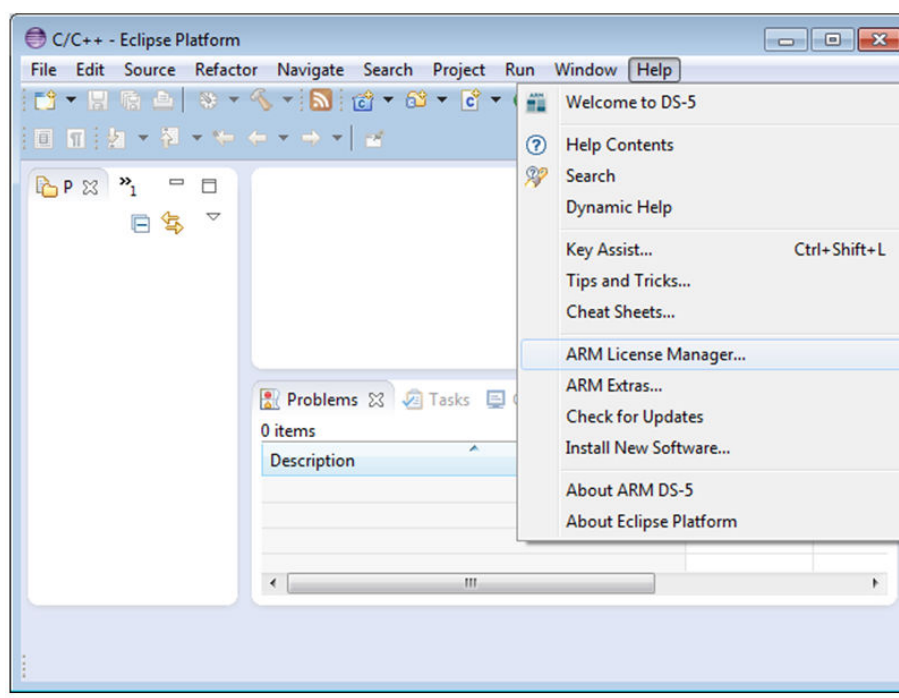 C/C++ - Eclipse Platform
File Edit Source Refactor Navigate Search Project Run Window Help
Welcome to DS-5
Help Contents
Search
Dynamic Help
Key Assist... Ctrl+Shift+L
Tips and Tricks...
Cheat Sheets...
ARM License Manager...
ARM Extras...
Check for Updates
Install New Software...
About ARM DS-5
About Eclipse Platform
P
»1
Problems Tasks
0 items
Description